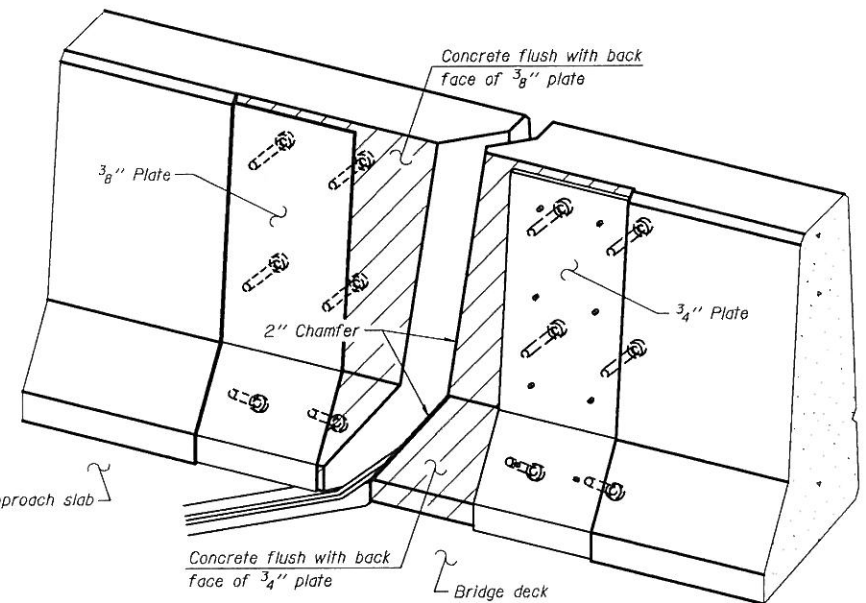 Concrete flush with back
face of 3/8" plate
3/8" Plate
3/4" Plate
2" Chamfer
proach slab
Concrete flush with back
face of 3/4" plate
Bridge deck